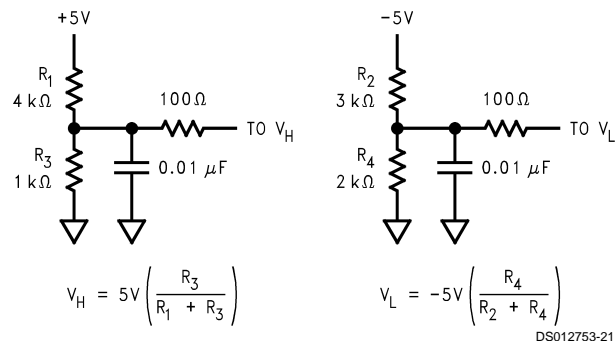 +5V
R1
4 kΩ
100Ω
TO VH
R3
1 kΩ
0.01 μF
VH = 5V(R3/(R1 + R3))
-5V
R2
3 kΩ
100Ω
TO VL
R4
2 kΩ
0.01 μF
VL = -5V(R4/(R2 + R4))
DS012753-21